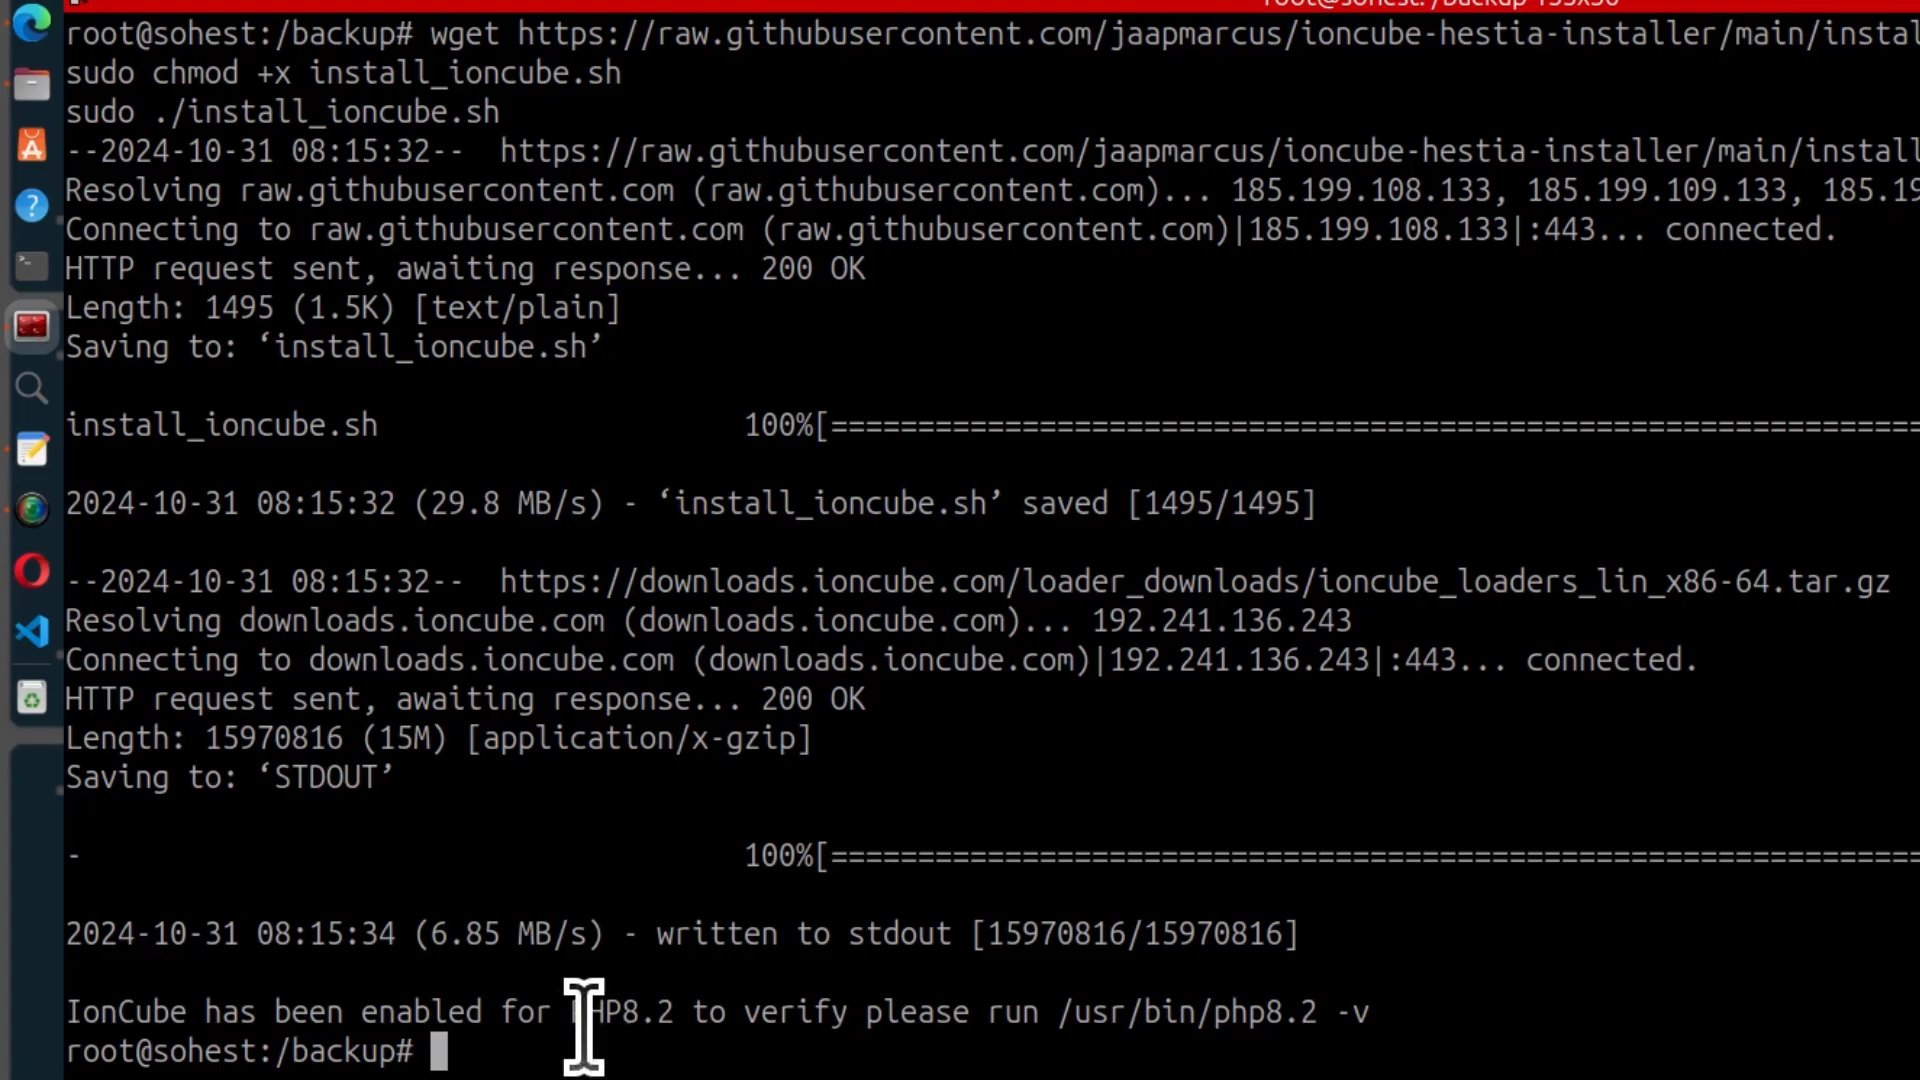 root@sohest:/backup# wget https://raw.githubusercontent.com/jaapmarcus/ioncube-hestia-installer/main/instal
sudo chmod +x install_ioncube.sh
sudo ./install_ioncube.sh
--2024-10-31 08:15:32--  https://raw.githubusercontent.com/jaapmarcus/ioncube-hestia-installer/main/install
Resolving raw.githubusercontent.com (raw.githubusercontent.com)... 185.199.108.133, 185.199.109.133, 185.19
Connecting to raw.githubusercontent.com (raw.githubusercontent.com)|185.199.108.133|:443... connected.
HTTP request sent, awaiting response... 200 OK
Length: 1495 (1.5K) [text/plain]
Saving to: ‘install_ioncube.sh’
install_ioncube.sh 100%[===============================================================
2024-10-31 08:15:32 (29.8 MB/s) - ‘install_ioncube.sh’ saved [1495/1495]
--2024-10-31 08:15:32--  https://downloads.ioncube.com/loader_downloads/ioncube_loaders_lin_x86-64.tar.gz
Resolving downloads.ioncube.com (downloads.ioncube.com)... 192.241.136.243
Connecting to downloads.ioncube.com (downloads.ioncube.com)|192.241.136.243|:443... connected.
HTTP request sent, awaiting response... 200 OK
Length: 15970816 (15M) [application/x-gzip]
Saving to: ‘STDOUT’
- 100%[===============================================================
2024-10-31 08:15:34 (6.85 MB/s) - written to stdout [15970816/15970816]
IonCube has been enabled for PHP8.2 to verify please run /usr/bin/php8.2 -v
root@sohest:/backup#